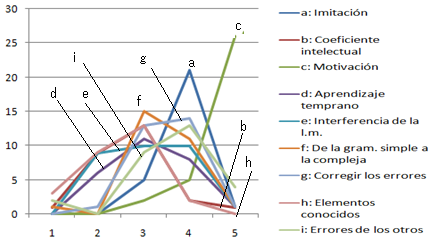 30
25
20
15
10
5
0
1 2 3 4 5
c,
i
g
a
e
f
d
b
h
a: Imitación
b: Coeficiente
intelectual
c: Motivación
d: Aprendizaje
temprano
e: Interferencia de la
l.m.
f: De la gram. simple a
la compleja
g: Corregir los errores
h: Elementos
conocidos
i: Errores de los otros